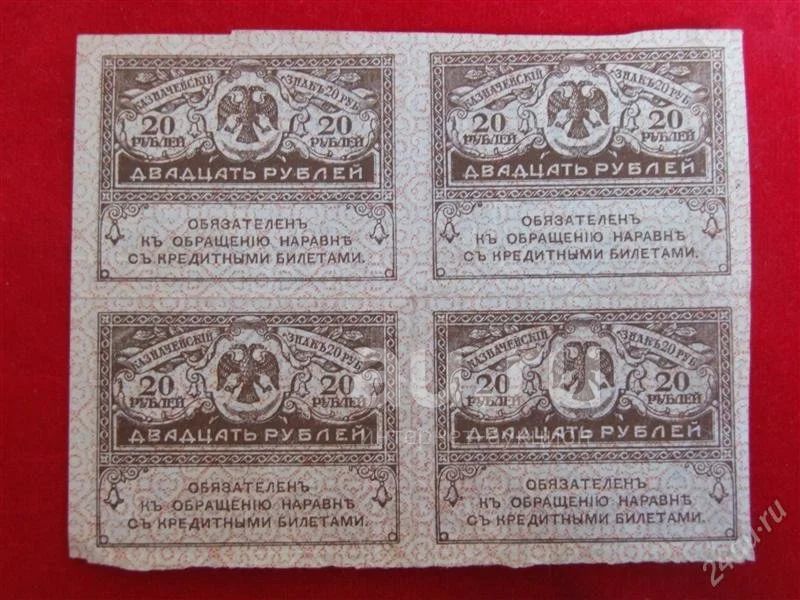 КАЗНАЧЕЙСКІЙ ЗНАКЪ 20 РУБ.
20 РУБЛЕЙ 20 РУБЛЕЙ
ДВАДЦАТЬ РУБЛЕЙ
ОБЯЗАТЕЛЕНЪ
КЪ ОБРАЩЕНІЮ НАРАВНѢ
СЪ КРЕДИТНЫМИ БИЛЕТАМИ.
КАЗНАЧЕЙСКІЙ ЗНАКЪ 20 РУБ.
20 РУБЛЕЙ 20 РУБЛЕЙ
ДВАДЦАТЬ РУБЛЕЙ
ОБЯЗАТЕЛЕНЪ
КЪ ОБРАЩЕНІЮ НАРАВНѢ
СЪ КРЕДИТНЫМИ БИЛЕТАМИ.
КАЗНАЧЕЙСКІЙ ЗНАКЪ 20 РУБ.
20 РУБЛЕЙ 20 РУБЛЕЙ
ДВАДЦАТЬ РУБЛЕЙ
ОБЯЗАТЕЛЕНЪ
КЪ ОБРАЩЕНІЮ НАРАВНѢ
СЪ КРЕДИТНЫМИ БИЛЕТАМИ.
КАЗНАЧЕЙСКІЙ ЗНАКЪ 20 РУБ.
20 РУБЛЕЙ 20 РУБЛЕЙ
ДВАДЦАТЬ РУБЛЕЙ
ОБЯЗАТЕЛЕНЪ
КЪ ОБРАЩЕНІЮ НАРАВНѢ
СЪ КРЕДИТНЫМИ БИЛЕТАМИ.
24au.ru